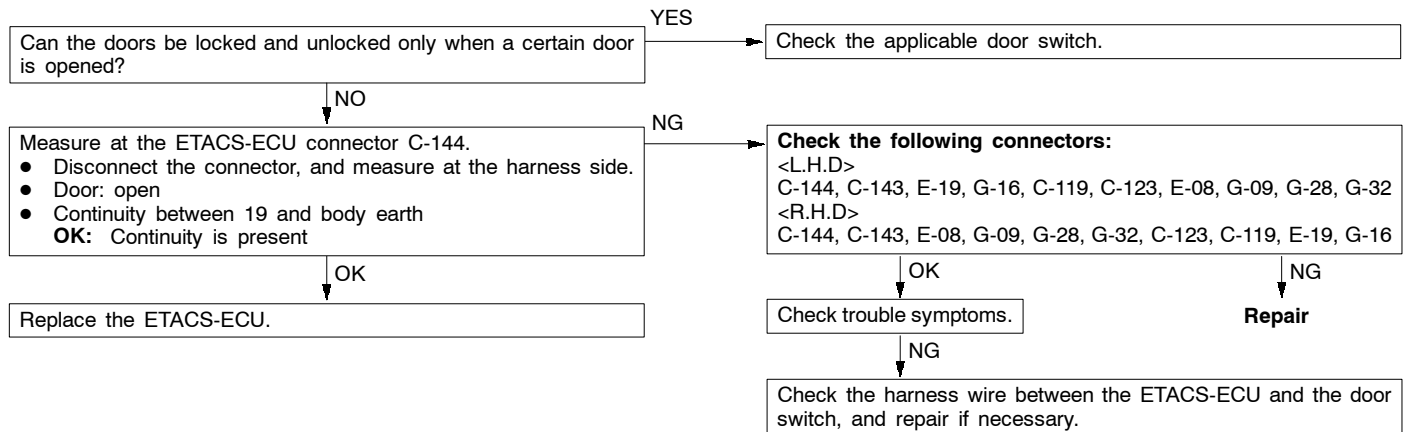 YES
Can the doors be locked and unlocked only when a certain door
is opened?
Check the applicable door switch.
NO
Measure at the ETACS-ECU connector C-144.
● Disconnect the connector, and measure at the harness side.
● Door: open
● Continuity between 19 and body earth
OK: Continuity is present
NG
Check the following connectors:
<L.H.D>
C-144, C-143, E-19, G-16, C-119, C-123, E-08, G-09, G-28, G-32
<R.H.D>
C-144, C-143, E-08, G-09, G-28, G-32, C-123, C-119, E-19, G-16
OK
Replace the ETACS-ECU.
OK
NG
Check trouble symptoms.
Repair
NG
Check the harness wire between the ETACS-ECU and the door
switch, and repair if necessary.